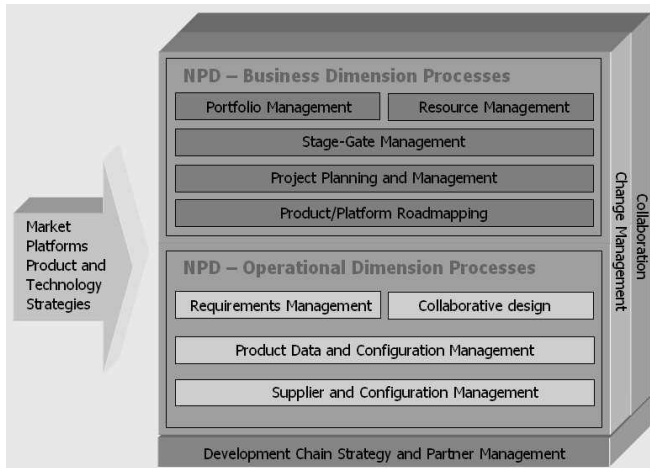 NPD – Business Dimension Processes
Portfolio Management
Resource Management
Stage-Gate Management
Project Planning and Management
Product/Platform Roadmapping
Market
Platforms
Product and
Technology
Strategies
NPD – Operational Dimension Processes
Requirements Management
Collaborative design
Product Data and Configuration Management
Supplier and Configuration Management
Development Chain Strategy and Partner Management
Change Management
Collaboration